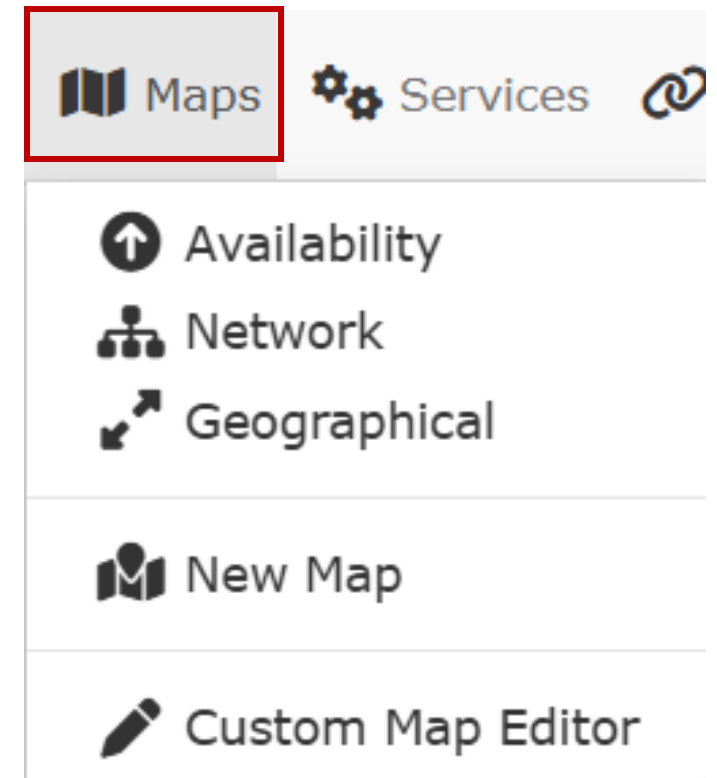 Maps Services
Availability
Network
Geographical
New Map
Custom Map Editor